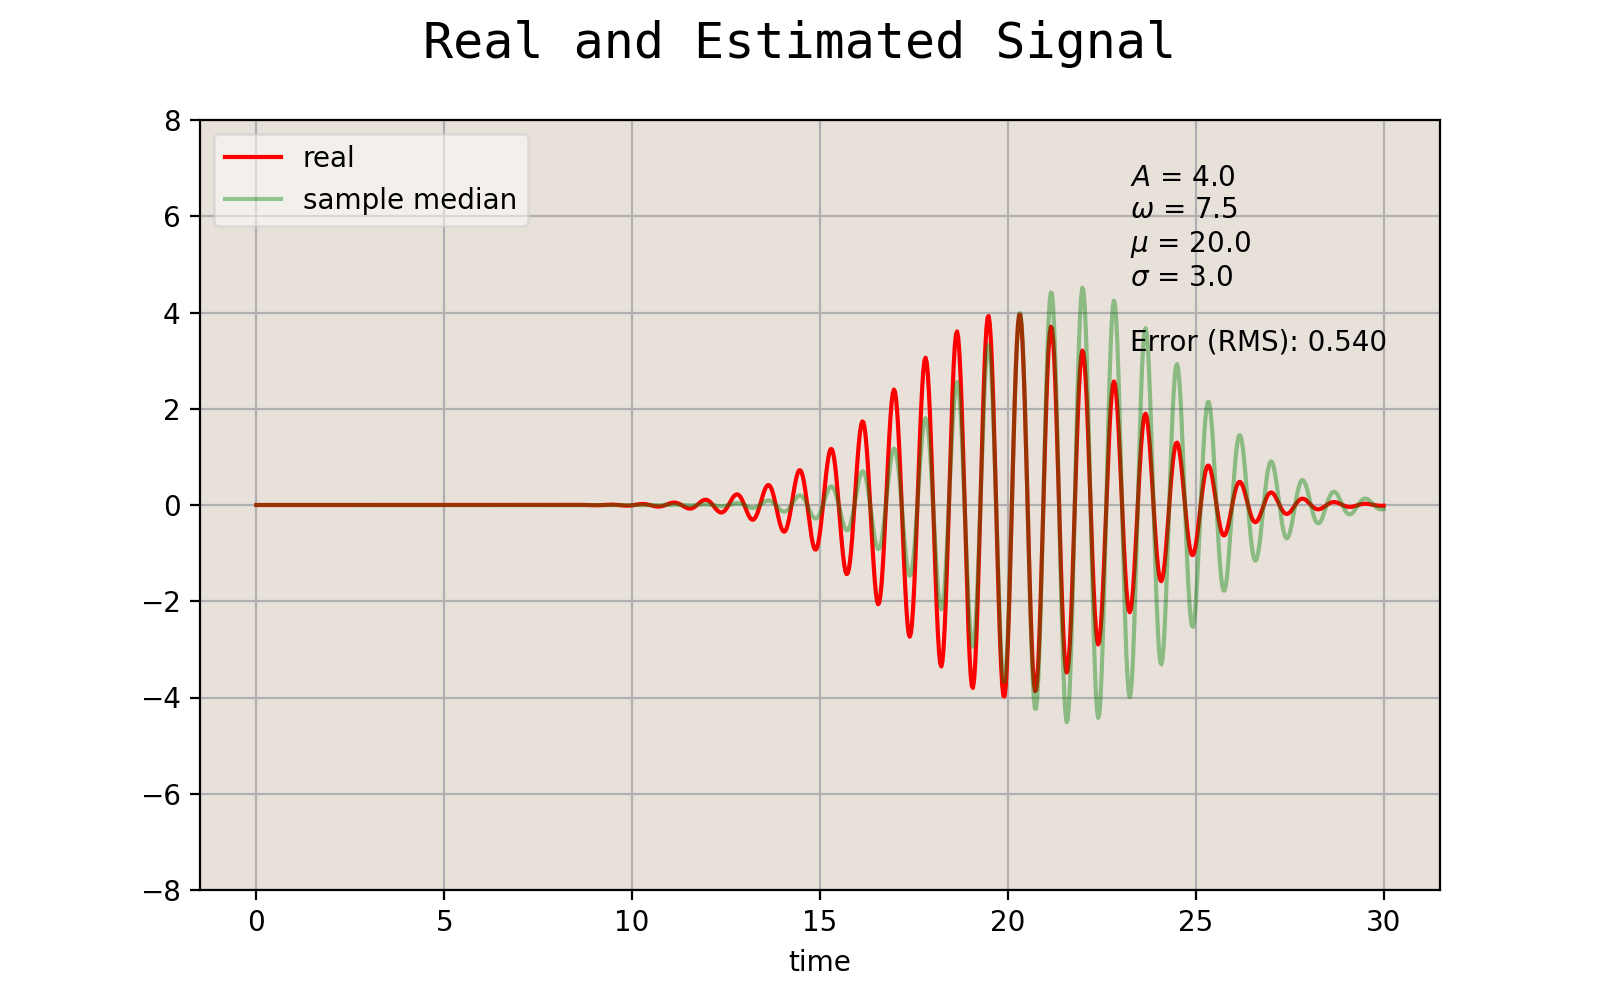 Real and Estimated Signal
real
sample median
A = 4.0
ω = 7.5
μ = 20.0
σ = 3.0
Error (RMS): 0.540
8
6
4
2
0
−2
−4
−6
−8
0 5 10 15 20 25 30
time